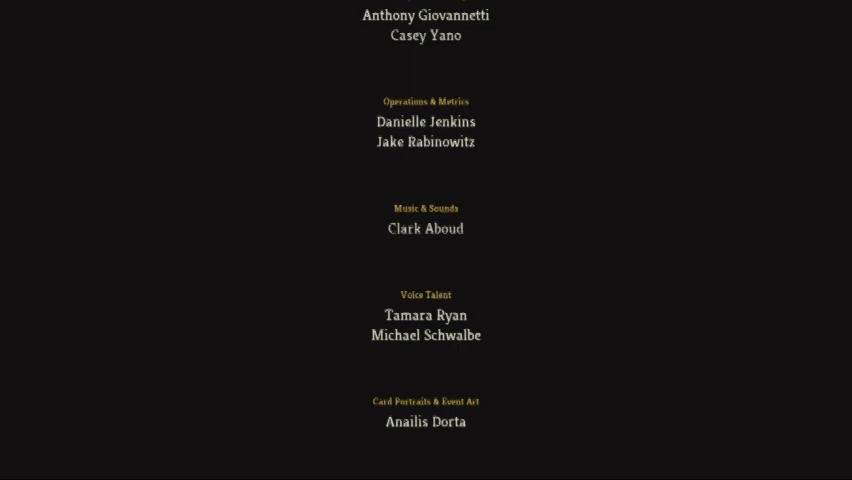 Anthony Giovannetti
Casey Yano
Operations & Metrics
Danielle Jenkins
Jake Rabinowitz
Music & Sounds
Clark Aboud
Voice Talent
Tamara Ryan
Michael Schwalbe
Card Portraits & Event Art
Anailis Dorta